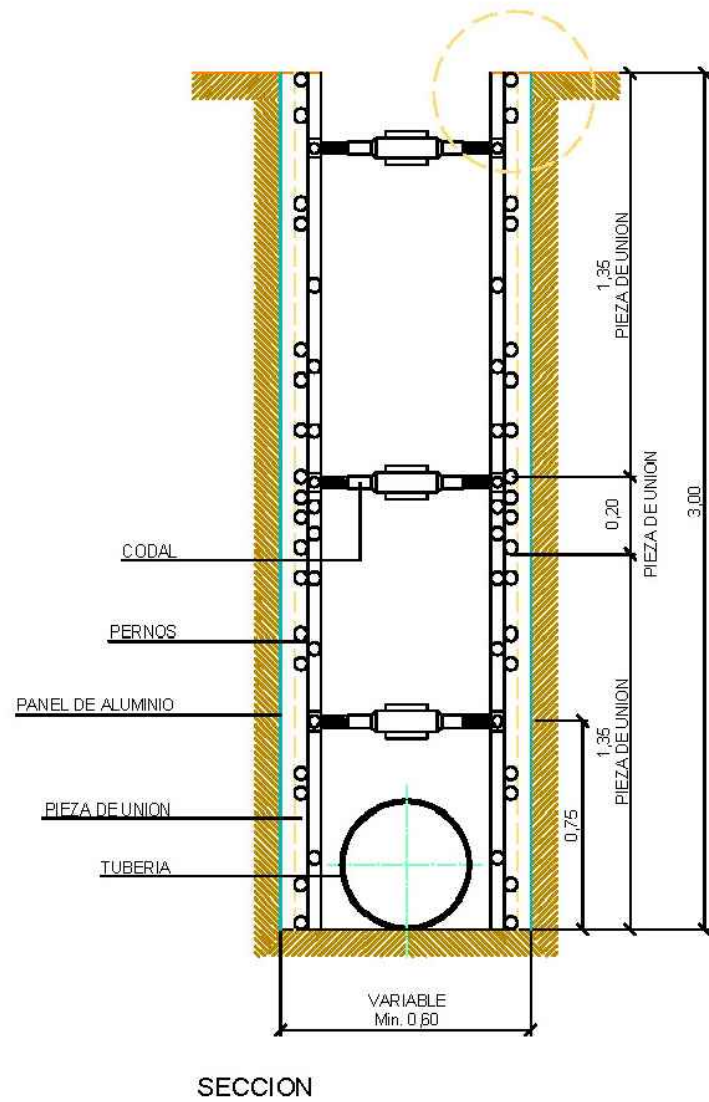 1,35
PIEZA DE UNION
0,20
PIEZA DE UNION
3,00
CODAL
PERNOS
PANEL DE ALUMINIO
1,35
PIEZA DE UNION
0,75
PIEZA DE UNION
TUBERIA
VARIABLE
Min. 0,60
SECCION